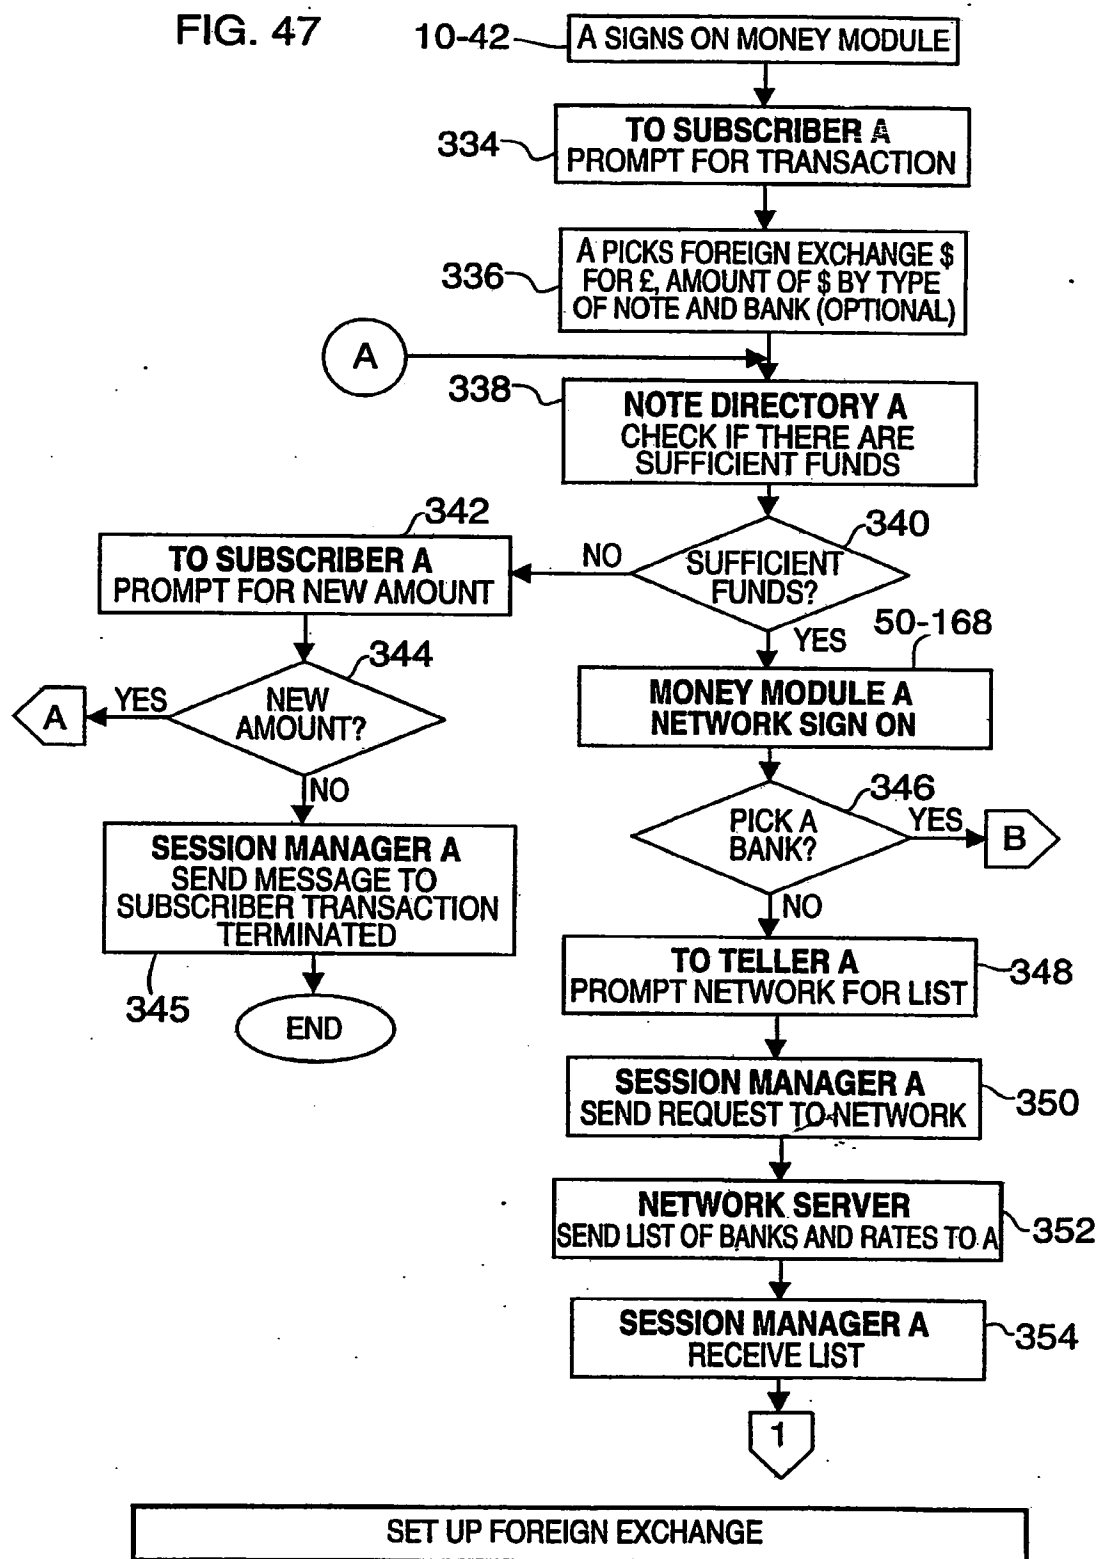 FIG. 47
10-42
A SIGNS ON MONEY MODULE
334
TO SUBSCRIBER A
PROMPT FOR TRANSACTION
336
A PICKS FOREIGN EXCHANGE $
FOR £, AMOUNT OF $ BY TYPE
OF NOTE AND BANK (OPTIONAL)
A
338
NOTE DIRECTORY A
CHECK IF THERE ARE
SUFFICIENT FUNDS
342
TO SUBSCRIBER A
PROMPT FOR NEW AMOUNT
NO
340
SUFFICIENT
FUNDS?
YES
50-168
344
NEW
AMOUNT?
YES
A
NO
MONEY MODULE A
NETWORK SIGN ON
346
PICK A
BANK?
YES
B
NO
SESSION MANAGER A
SEND MESSAGE TO
SUBSCRIBER TRANSACTION
TERMINATED
345
END
TO TELLER A
PROMPT NETWORK FOR LIST
348
SESSION MANAGER A
SEND REQUEST TO NETWORK
350
NETWORK SERVER
SEND LIST OF BANKS AND RATES TO A
352
SESSION MANAGER A
RECEIVE LIST
354
1
SET UP FOREIGN EXCHANGE